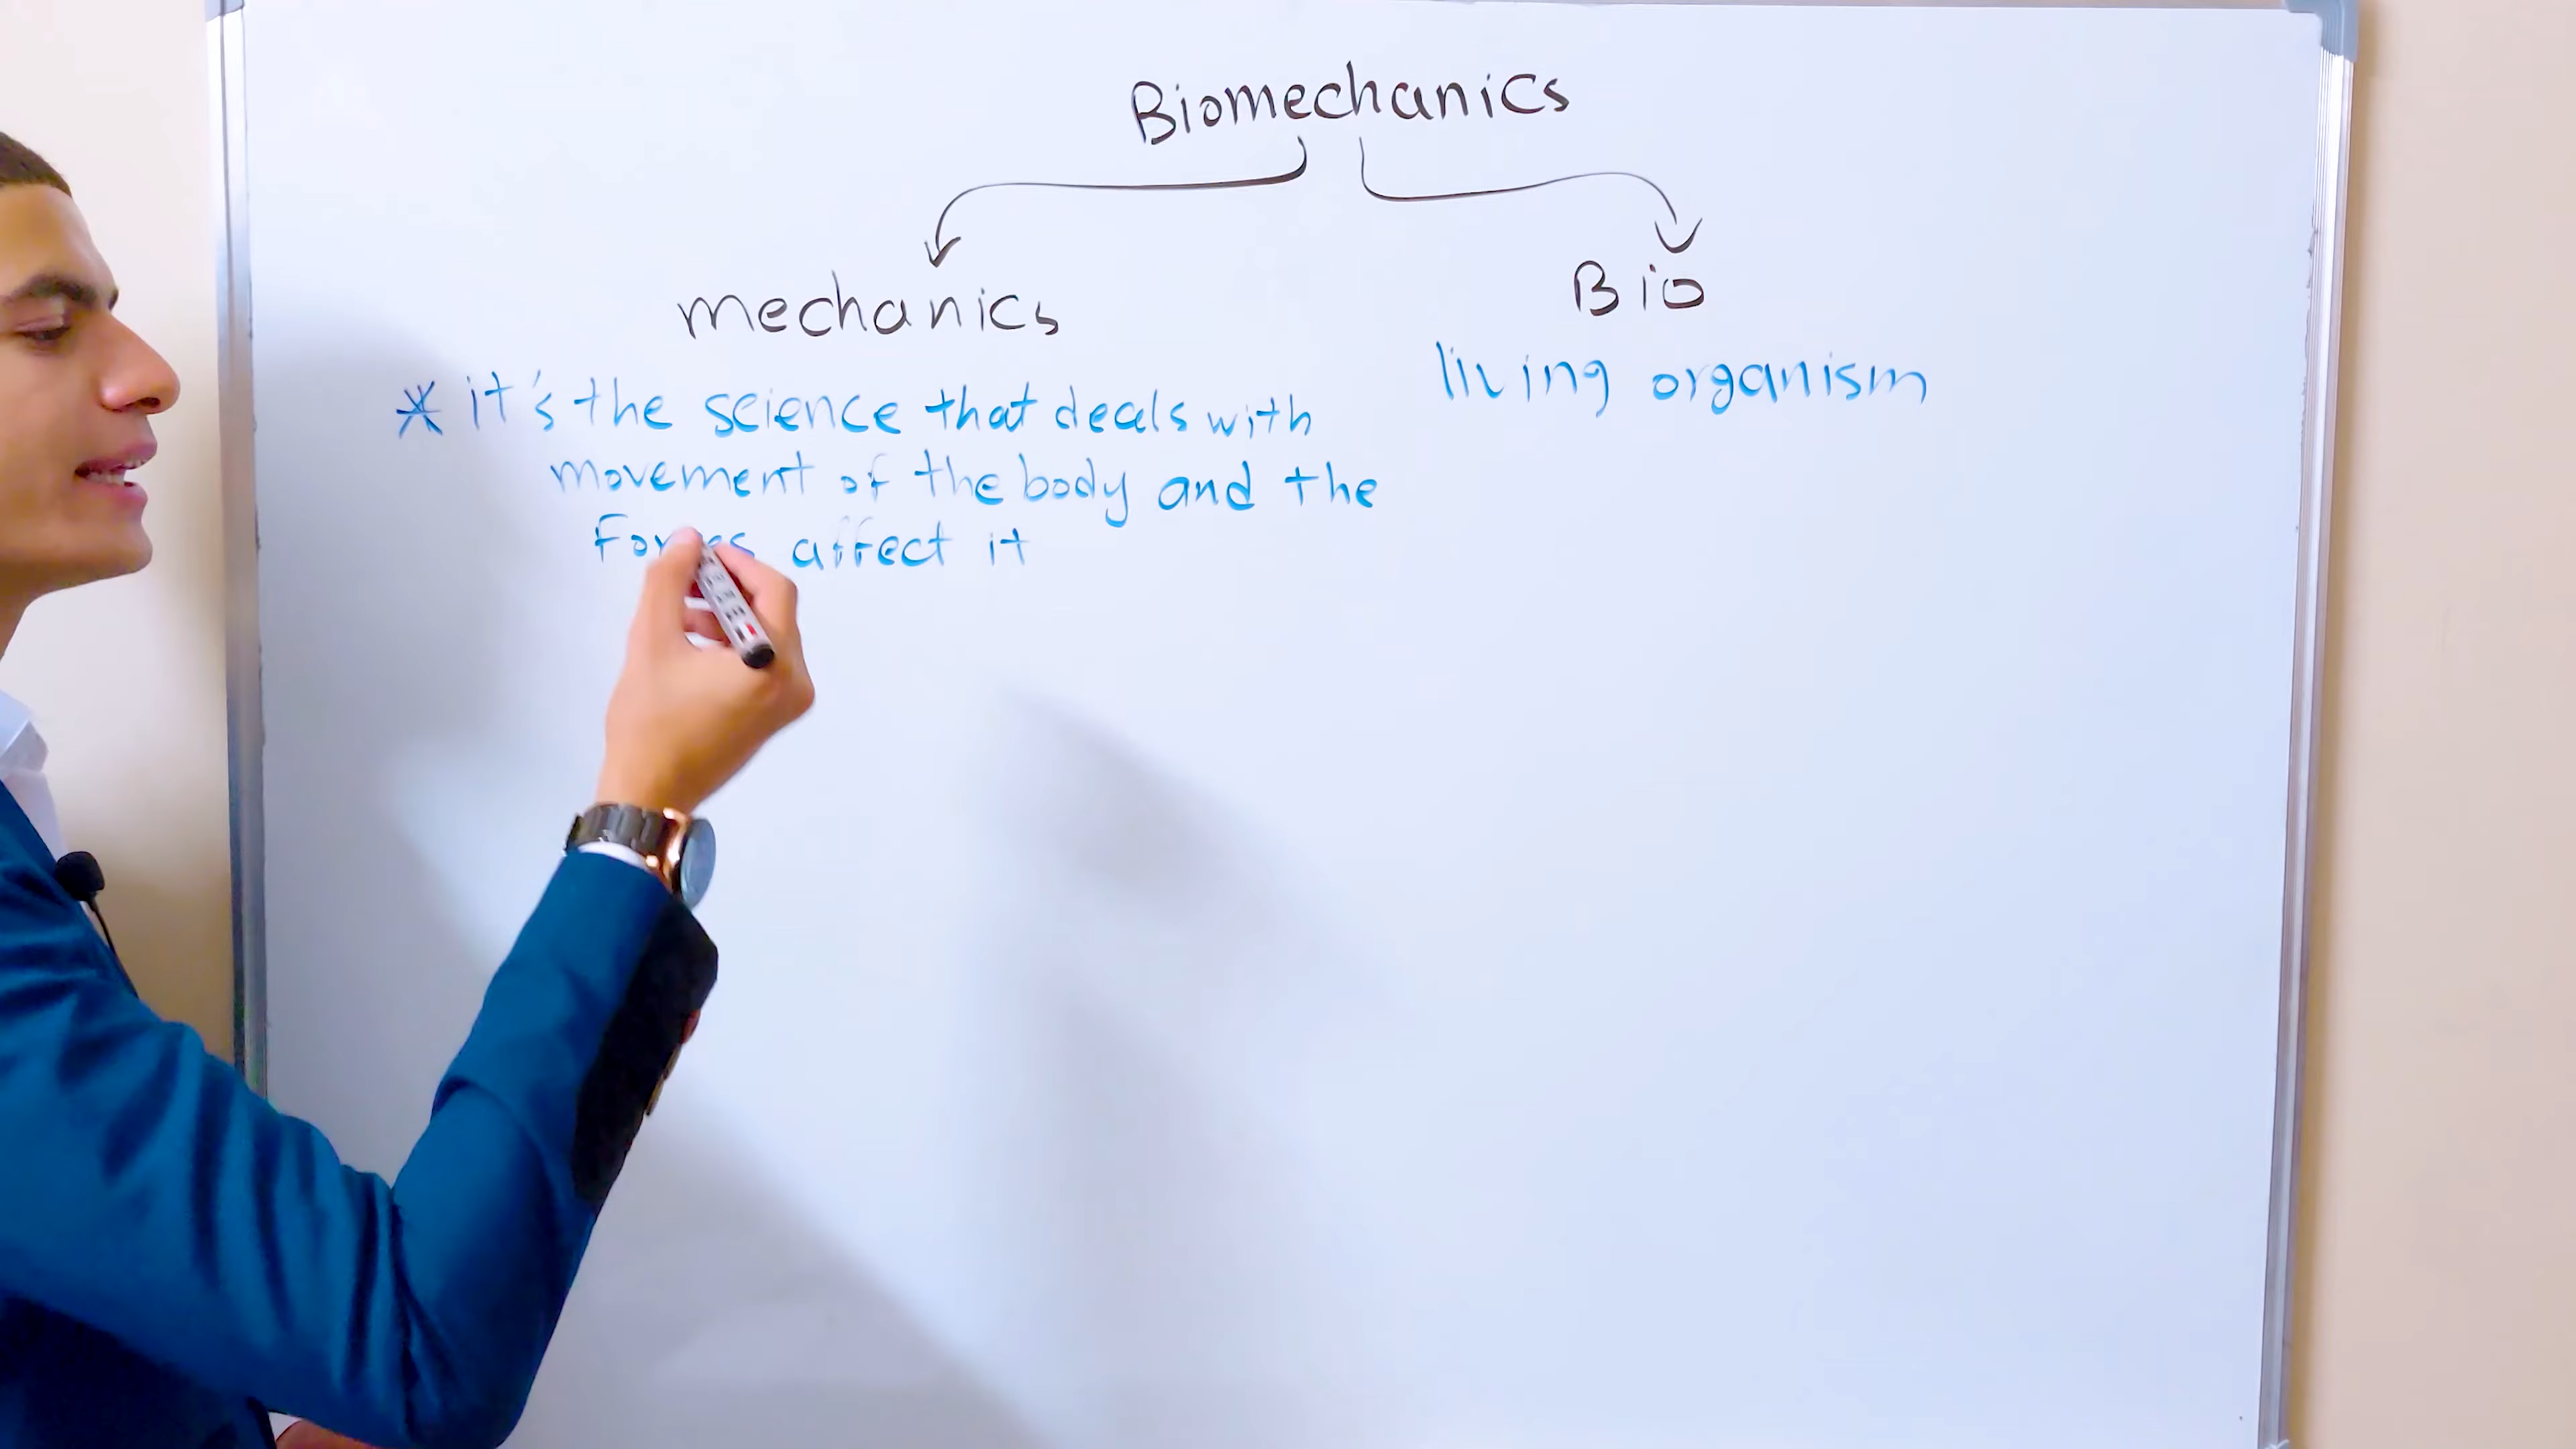 Biomechanics
mechanics
Bio
living organism
* it's the science that deals with
movement of the body and the
affect it